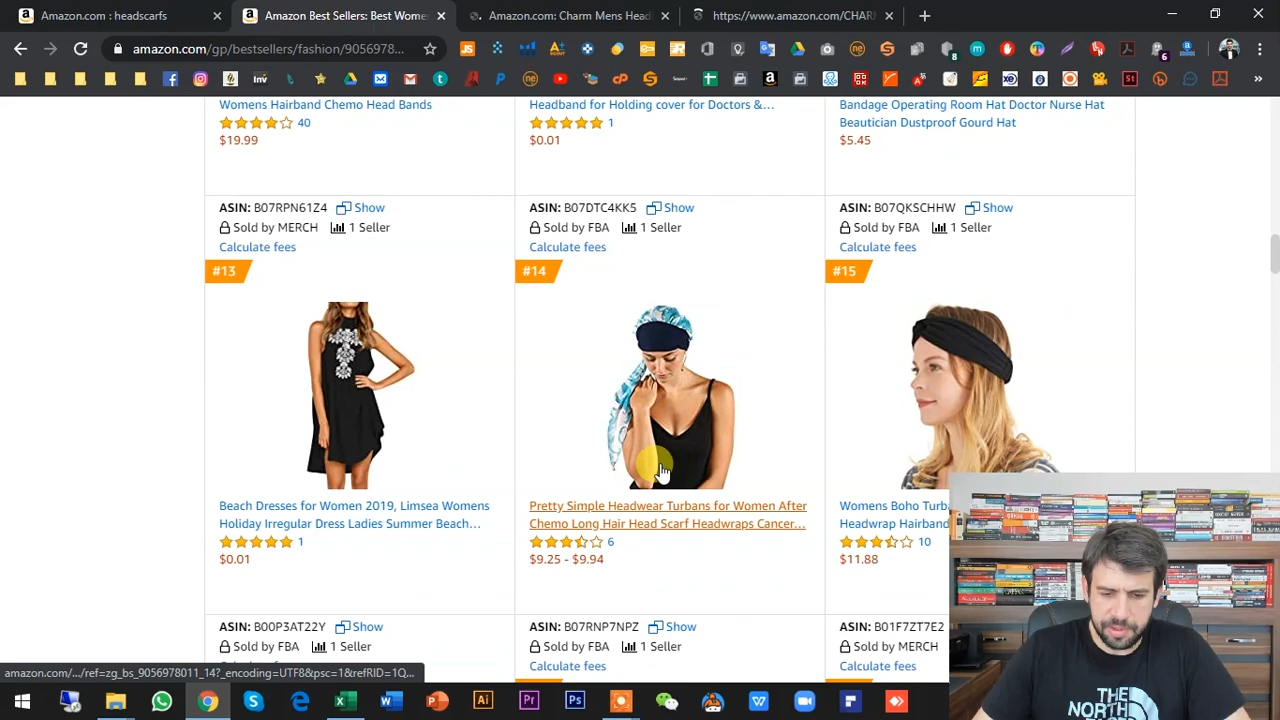 Amazon.com : headscarfs
Amazon Best Sellers: Best Wome
Amazon.com: Charm Mens Head
https://www.amazon.com/CHAR
amazon.com/gp/bestsellers/fashion/9056978...
Womens Hairband Chemo Head Bands
40
$19.99
Headband for Holding cover for Doctors &...
1
$0.01
Bandage Operating Room Hat Doctor Nurse Hat
Beautician Dustproof Gourd Hat
$5.45
ASIN: B07RPN61Z4 Show
Sold by MERCH 1 Seller
Calculate fees
ASIN: B07DTC4KK5 Show
Sold by FBA 1 Seller
Calculate fees
ASIN: B07QKSCHHW Show
Sold by FBA 1 Seller
Calculate fees
#13
Beach Dresses for Women 2019, Limsea Womens
Holiday Irregular Dress Ladies Summer Beach...
1
$0.01
#14
Pretty Simple Headwear Turbans for Women After
Chemo Long Hair Head Scarf Headwraps Cancer...
6
$9.25 - $9.94
#15
Womens Boho Turb
Headwrap Hairband
10
$11.88
ASIN: B00P3AT22Y Show
Sold by FBA 1 Seller
ASIN: B07RNP7NPZ Show
Sold by FBA 1 Seller
Calculate fees
ASIN: B01F7ZT7E2
Sold by MERCH
Calculate fees
amazon.com/.../ref=zg_bs_9056978011_14?_encoding=UTF8&psc=1&refRID=1Q...
THE
NORTH